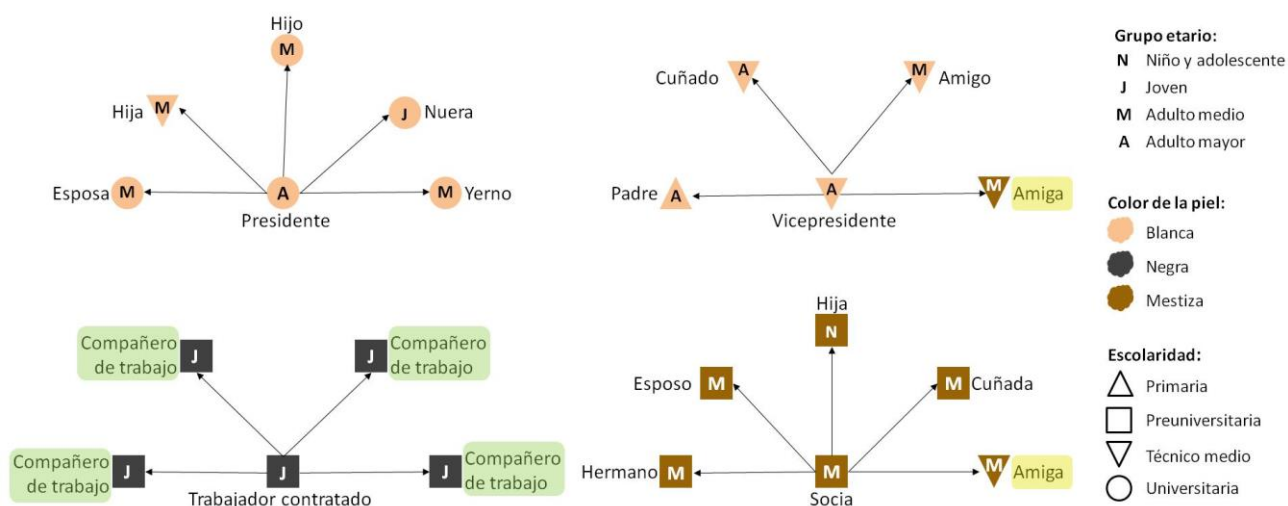 Hijo
M
Hija
M
J
Nuera
Esposa
M
A
M
Yerno
Presidente
Cuñado
A
M
Amigo
Padre
A
A
M
Amiga
Vicepresidente
Compañero
de trabajo
J
J
Compañero
de trabajo
Compañero
de trabajo
J
J
J
Compañero
de trabajo
Trabajador contratado
Hija
N
Esposo
M
M
Cuñada
Hermano
M
M
M
Amiga
Socia
Grupo etario:
N Niño y adolescente
J Joven
M Adulto medio
A Adulto mayor
Color de la piel:
Blanca
Negra
Mestiza
Escolaridad:
Primaria
Preuniversitaria
Técnico medio
Universitaria